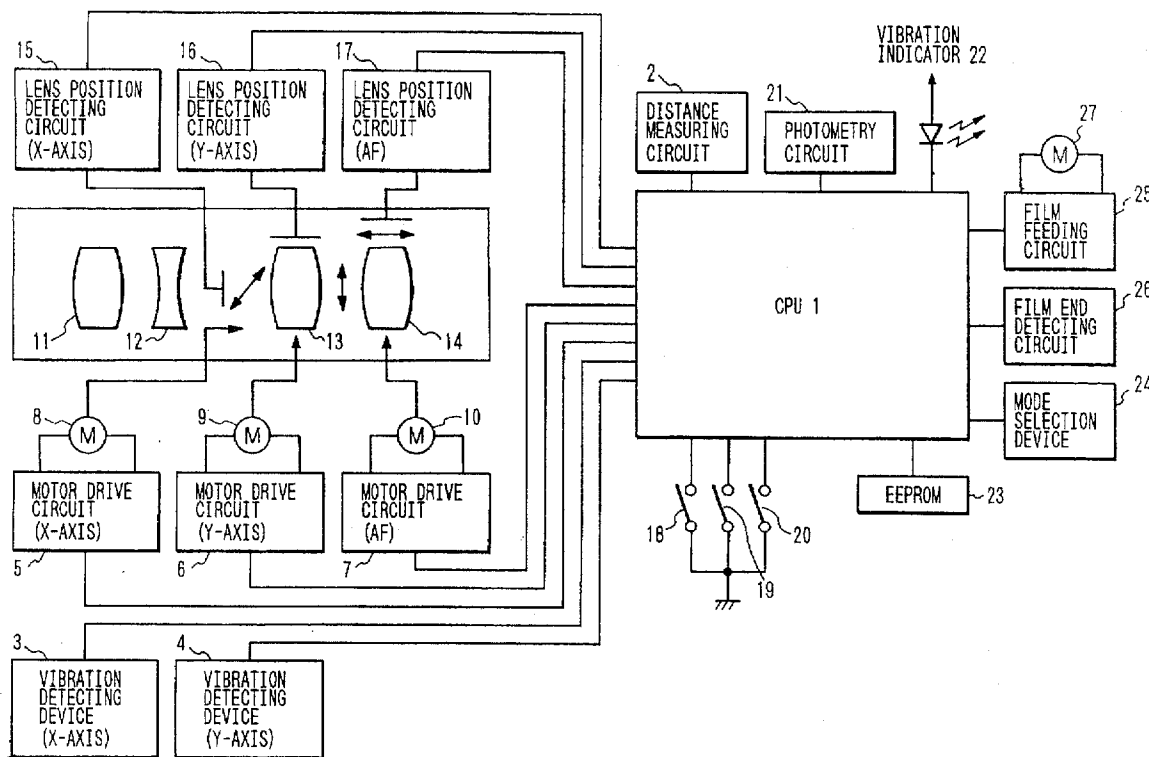 15
LENS POSITION
DETECTING
CIRCUIT
(X-AXIS)
16
LENS POSITION
DETECTING
CIRCUIT
(Y-AXIS)
17
LENS POSITION
DETECTING
CIRCUIT
(AF)
2
DISTANCE
MEASURING
CIRCUIT
21
PHOTOMETRY
CIRCUIT
VIBRATION
INDICATOR 22
27
M
25
FILM
FEEDING
CIRCUIT
26
FILM END
DETECTING
CIRCUIT
24
MODE
SELECTION
DEVICE
CPU 1
EEPROM
23
18
19
20
11
12
13
14
8
M
9
M
10
M
MOTOR DRIVE
CIRCUIT
(X-AXIS)
5
MOTOR DRIVE
CIRCUIT
(Y-AXIS)
6
MOTOR DRIVE
CIRCUIT
(AF)
7
3
VIBRATION
DETECTING
DEVICE
(X-AXIS)
4
VIBRATION
DETECTING
DEVICE
(Y-AXIS)